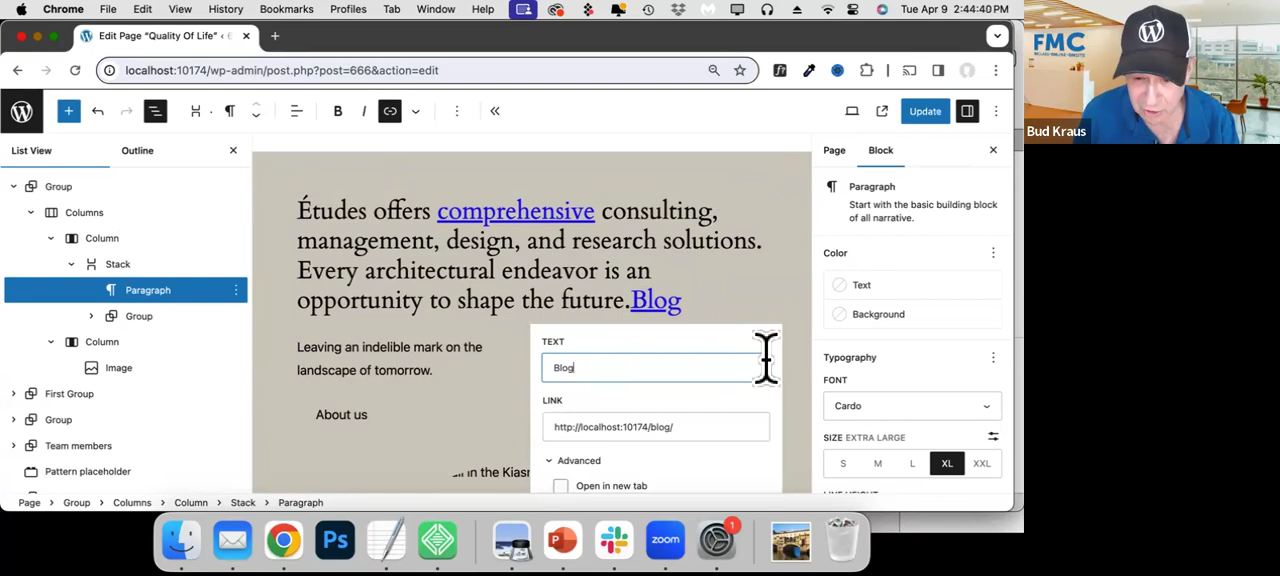 Chrome File Edit View History Bookmarks Profiles Tab Window Help Tue Apr 9 2:44:40 PM
Edit Page “Quality Of Life” ‹
localhost:10174/wp-admin/post.php?post=666&action=edit
B I Update
List View Outline
Group
Columns
Column
Stack
Paragraph
Group
Column
Image
First Group
Group
Team members
Pattern placeholder
Études offers comprehensive consulting,
management, design, and research solutions.
Every architectural endeavor is an
opportunity to shape the future.Blog
Leaving an indelible mark on the
landscape of tomorrow.
About us
in the Kiasm
TEXT
Blog
LINK
http://localhost:10174/blog/
Advanced
Open in new tab
Page Block
Paragraph
Start with the basic building block
of all narrative.
Color
Text
Background
Typography
FONT
Cardo
SIZE EXTRA LARGE
S M L XL XXL
Page › Group › Columns › Column › Stack › Paragraph
Ps
zoom
1
FMC
Bud Kraus